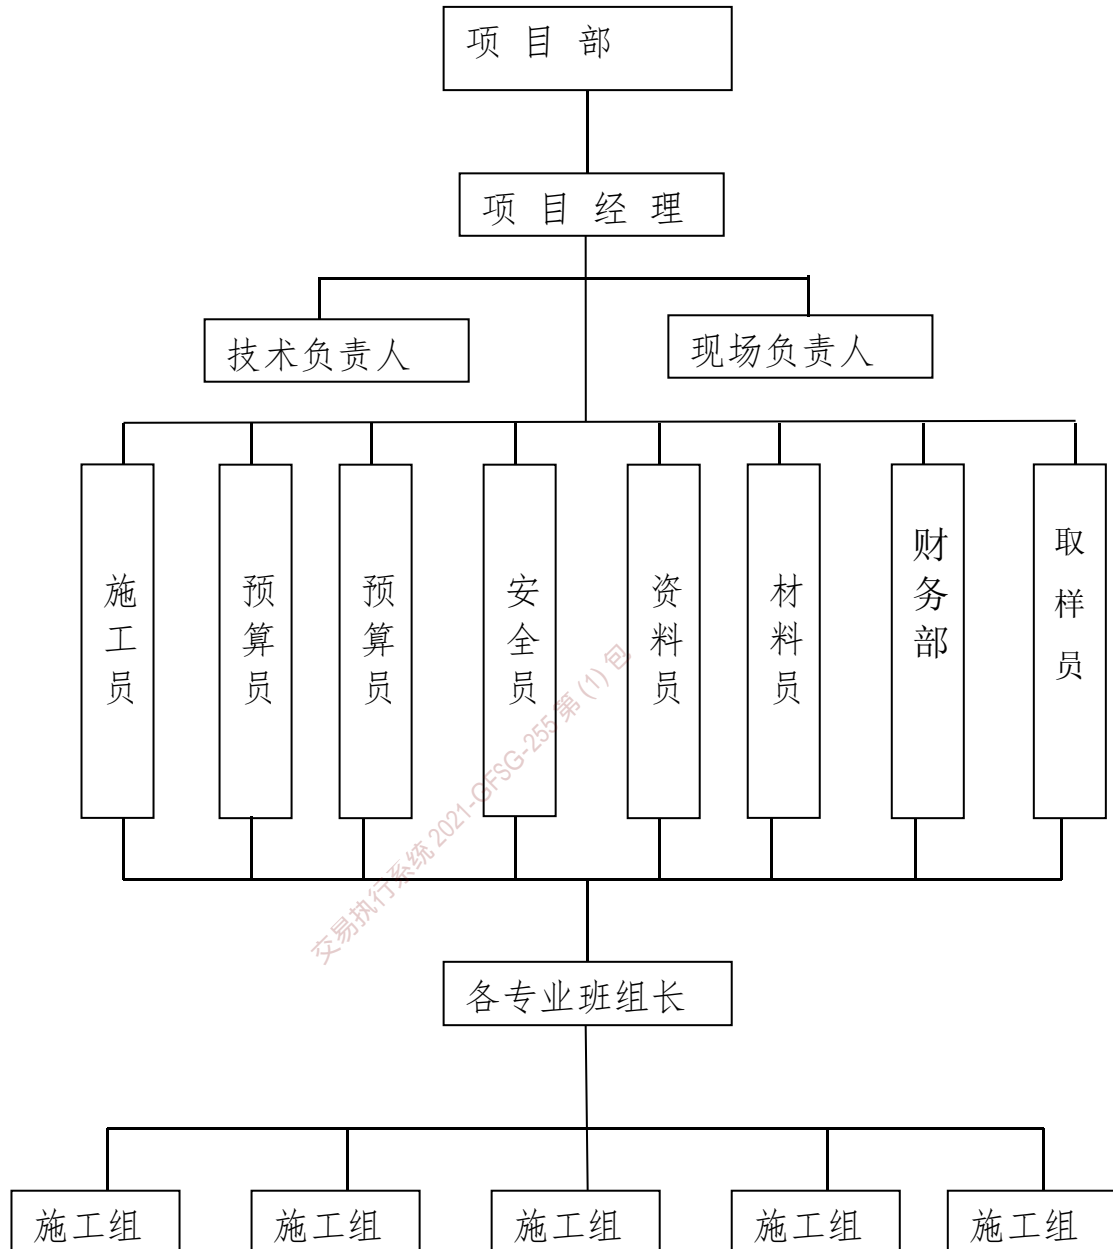 项目部
项目经理
技术负责人
现场负责人
施工员
预算员
预算员
安全员
资料员
材料员
财务部
取样员
交易执行系统 2021-GFSG-255 第 (1) 包
各专业班组长
施工组
施工组
施工组
施工组
施工组